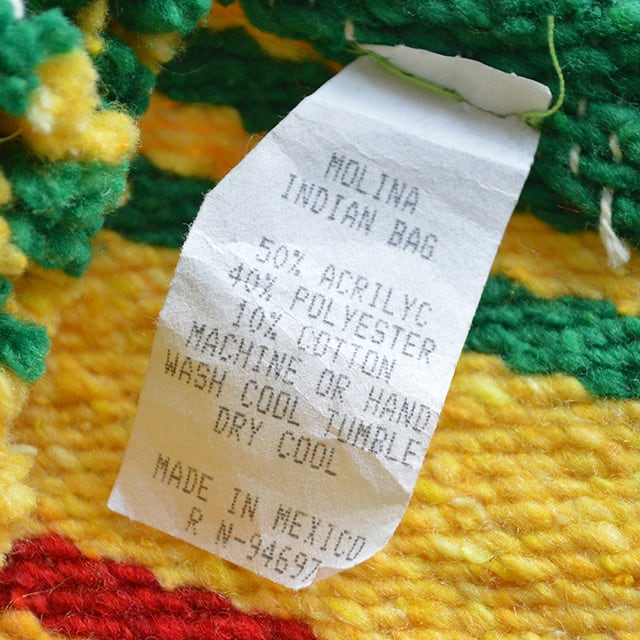 MOLINA
INDIAN BAG
50% ACRILYC
40% POLYESTER
10% COTTON
MACHINE OR HAND
WASH COOL TUMBLE
DRY COOL
MADE IN MEXICO
R N-9469